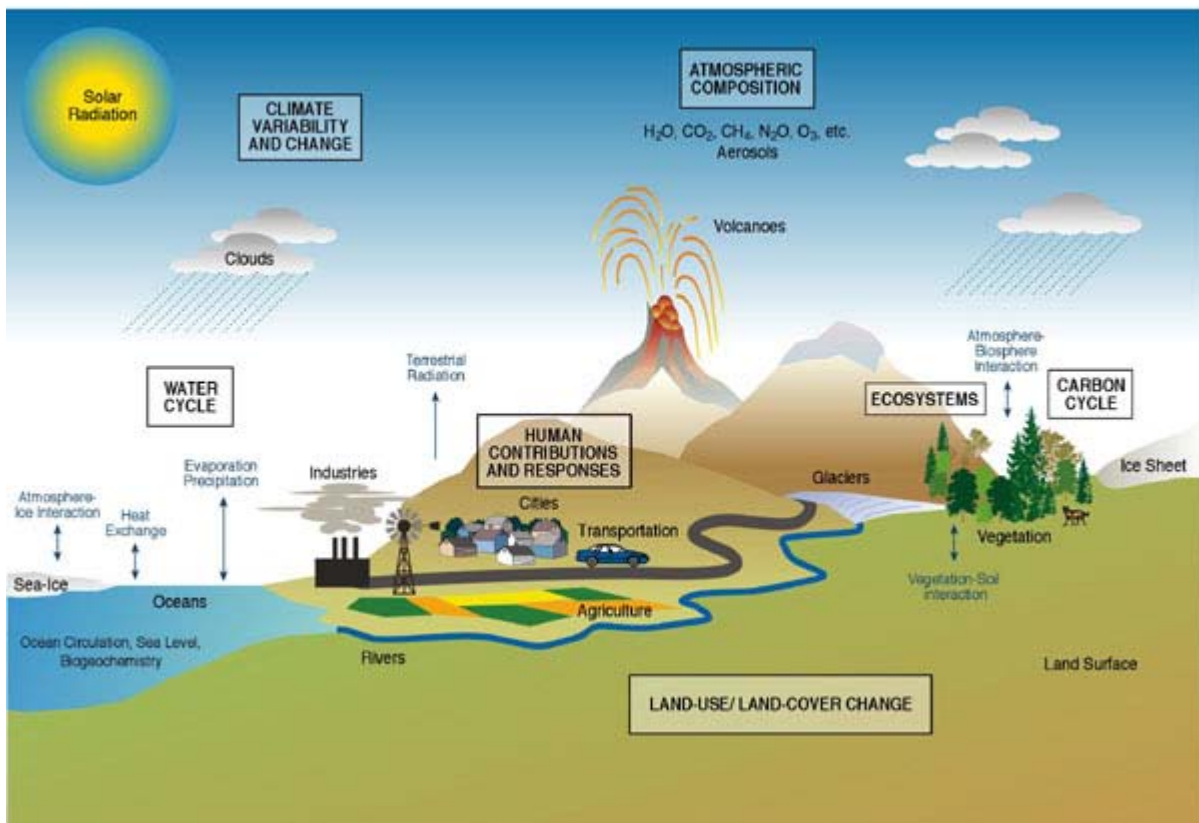 Solar
Radiation
CLIMATE
VARIABILITY
AND CHANGE
ATMOSPHERIC
COMPOSITION
H₂O, CO₂, CH₄, N₂O, O₃, etc.
Aerosols
Volcanoes
Clouds
Atmosphere-
Biosphere
Interaction
Terrestrial
Radiation
WATER
CYCLE
ECOSYSTEMS
CARBON
CYCLE
HUMAN
CONTRIBUTIONS
AND RESPONSES
Evaporation
Precipitation
Industries
Glaciers
Ice Sheet
Atmosphere-
Ice Interaction
Heat
Exchange
Cities
Transportation
Vegetation
Sea-Ice
Oceans
Vegetation-Soil
interaction
Agriculture
Ocean Circulation, Sea Level,
Biogeochemistry
Rivers
Land Surface
LAND-USE/ LAND-COVER CHANGE